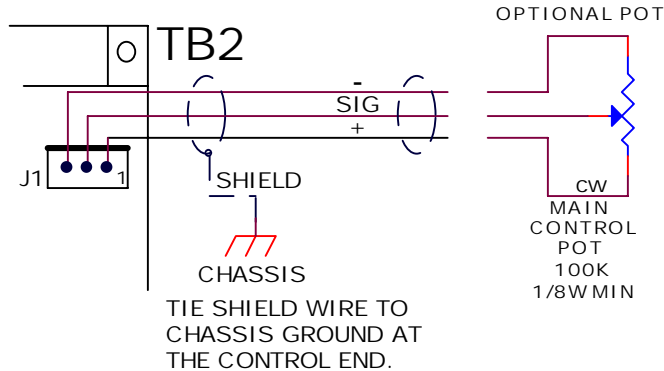 OPTIONAL POT
TB2
-
SIG
+
J1
1
SHIELD
CW
MAIN
CONTROL
POT
100K
1/8W MIN
CHASSIS
TIE SHIELD WIRE TO
CHASSIS GROUND AT
THE CONTROL END.